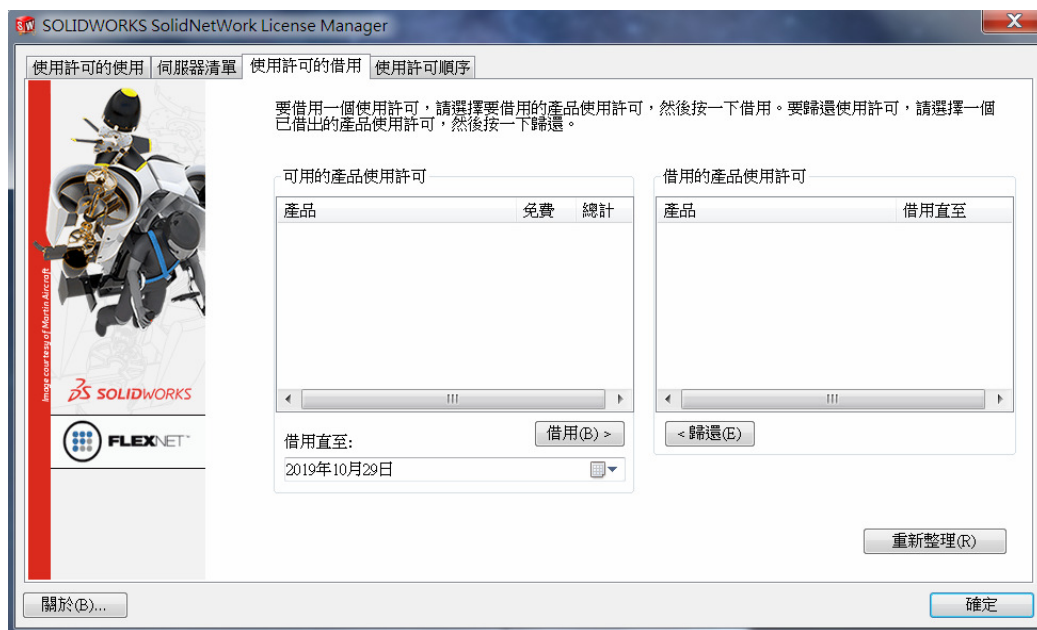 SOLIDWORKS SolidNetWork License Manager
X
使用許可的使用 伺服器清單 使用許可的借用 使用許可順序
要借用一個使用許可,請選擇要借用的產品使用許可,然後按一下借用。要歸還使用許可,請選擇一個
已借出的產品使用許可,然後按一下歸還。
可用的產品使用許可
產品 免費 總計
借用直至:
借用(B) >
2019年10月29日
借用的產品使用許可
產品 借用直至
< 歸還(E)
重新整理(R)
Image courtesy of Martin Aircraft
SOLIDWORKS
FLEXNET
關於(B)...
確定